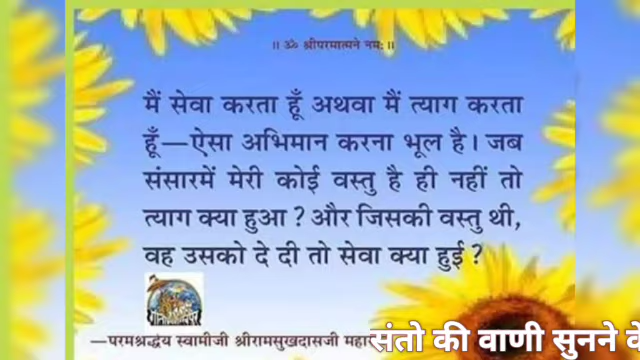 ॥ ॐ श्रीपरमात्मने नमः ॥
मैं सेवा करता हूँ अथवा मैं त्याग करता
हूँ—ऐसा अभिमान करना भूल है। जब
संसारमें मेरी कोई वस्तु है ही नहीं तो
त्याग क्या हुआ ? और जिसकी वस्तु थी,
वह उसको दे दी तो सेवा क्या हुई ?
—परमश्रद्धेय स्वामीजी श्रीरामसुखदासजी
संतो की वाणी सुनने के